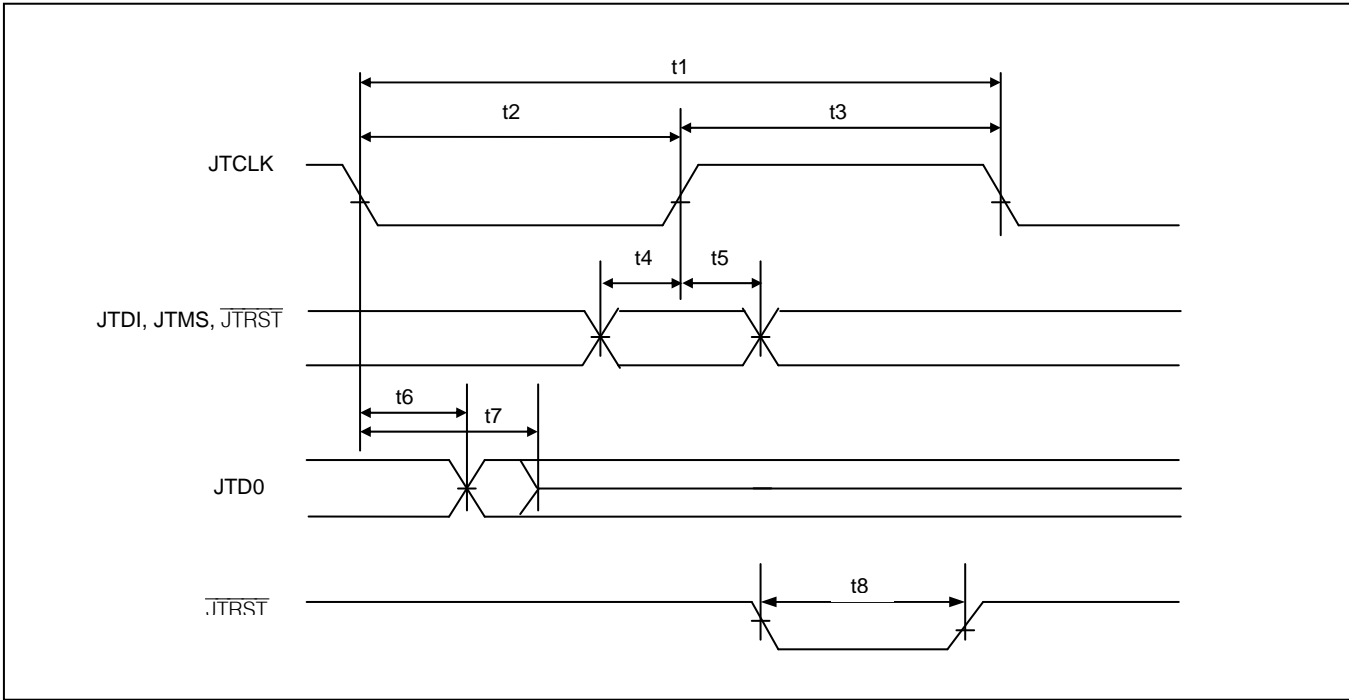 t1
t2 t3
JTCLK
t4 t5
JTDI, JTMS, JTRST
t6
t7
JTD0
t8
JTRST